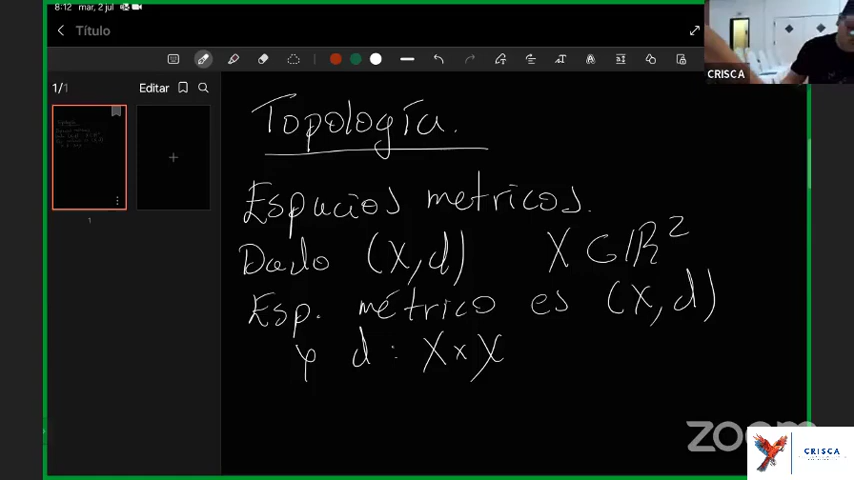 8:12 mar, 2 jul
Título
CRISCA
1/1 Editar
1
Topología.
Espacios metricos.
Dado (X,d) X ⊂ IR²
Esp. métrico es (X,d)
y d : X×X
zoom
CRISCA